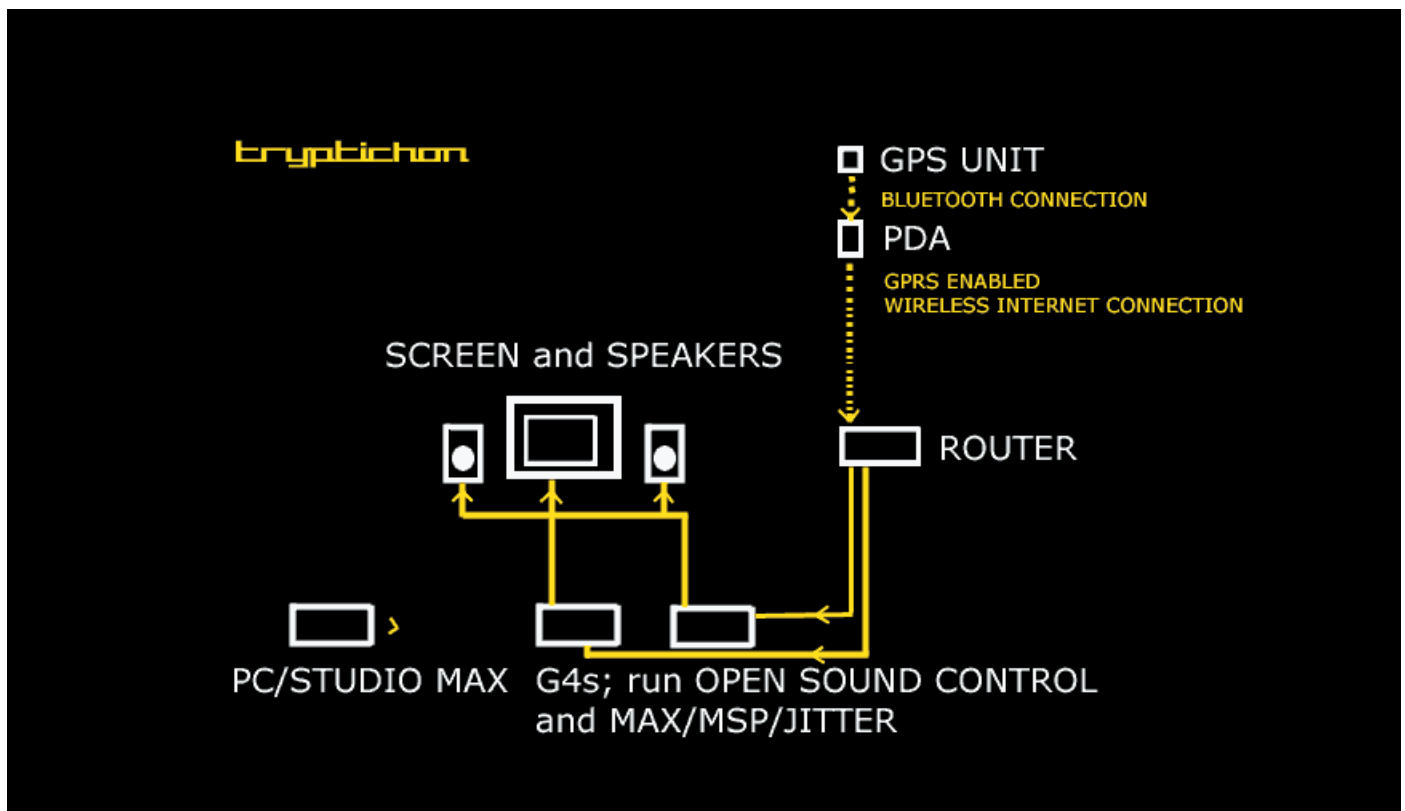 tryptichon
GPS UNIT
BLUETOOTH CONNECTION
PDA
GPRS ENABLED
WIRELESS INTERNET CONNECTION
SCREEN and SPEAKERS
ROUTER
PC/STUDIO MAX
G4s; run OPEN SOUND CONTROL
and MAX/MSP/JITTER